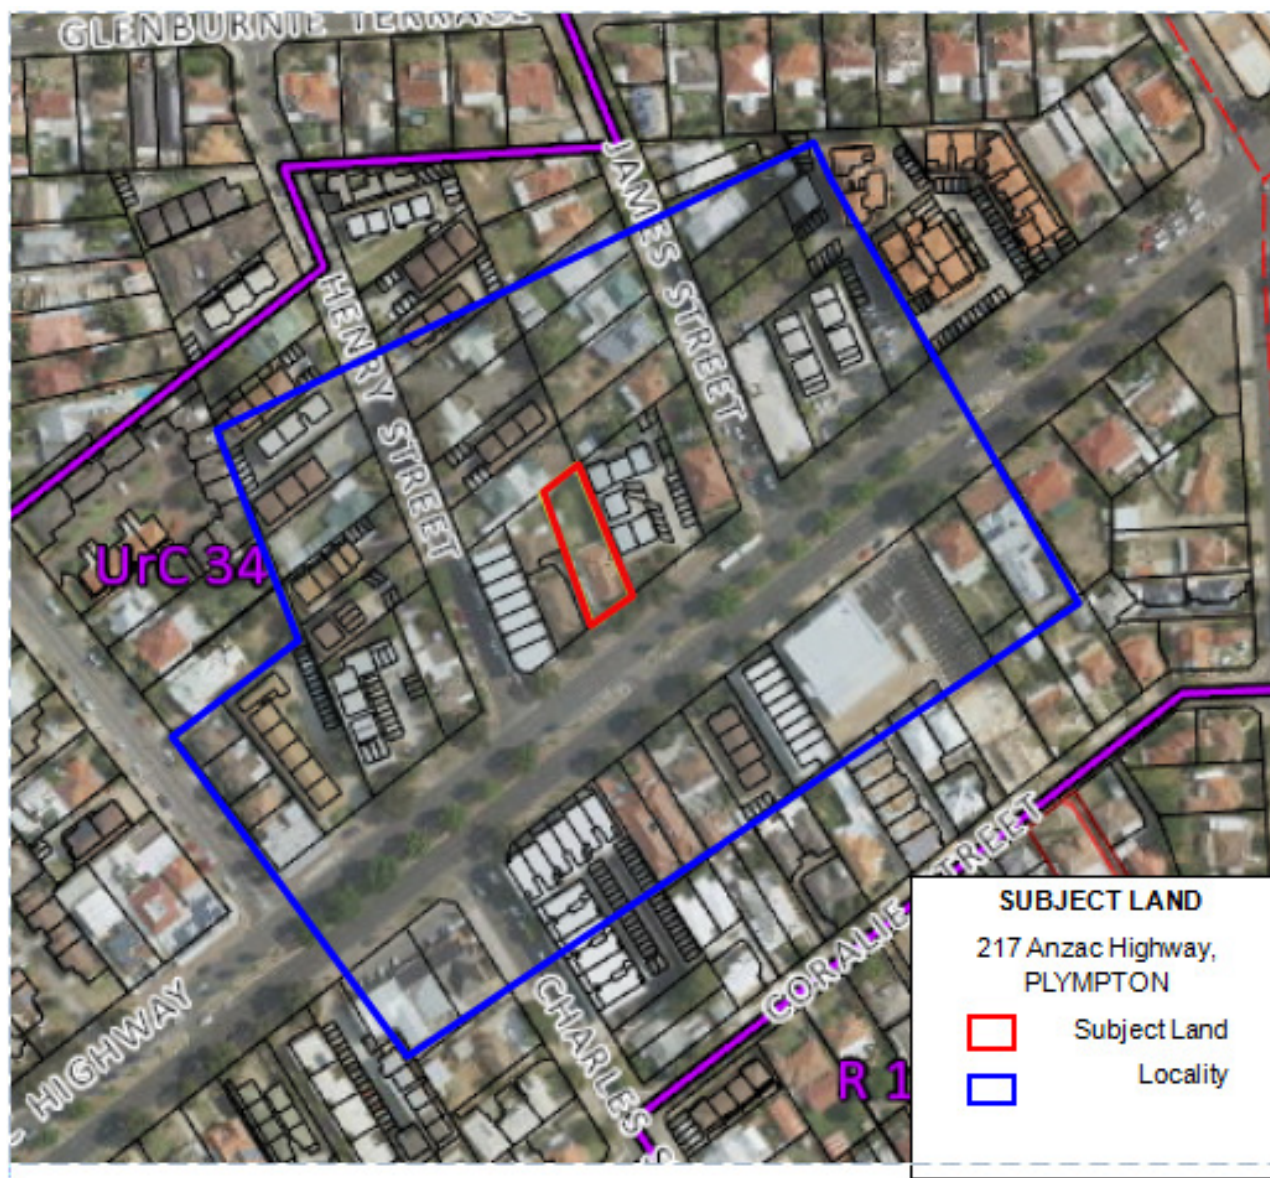 GLENBURNIE TERRACE
JAMES STREET
HENRY STREET
UrC 34
HIGHWAY
CHARLES S
CORALIE STREET
R 1
SUBJECT LAND
217 Anzac Highway,
PLYMPTON
Subject Land
Locality